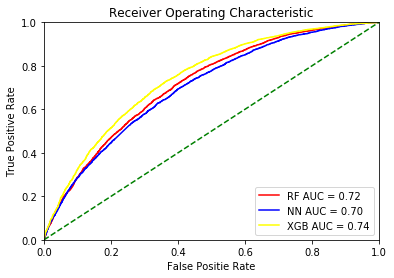 Receiver Operating Characteristic
True Positive Rate
1.0
0.8
0.6
0.4
0.2
0.0
RF AUC = 0.72
NN AUC = 0.70
XGB AUC = 0.74
0.0 0.2 0.4 0.6 0.8 1.0
False Positie Rate